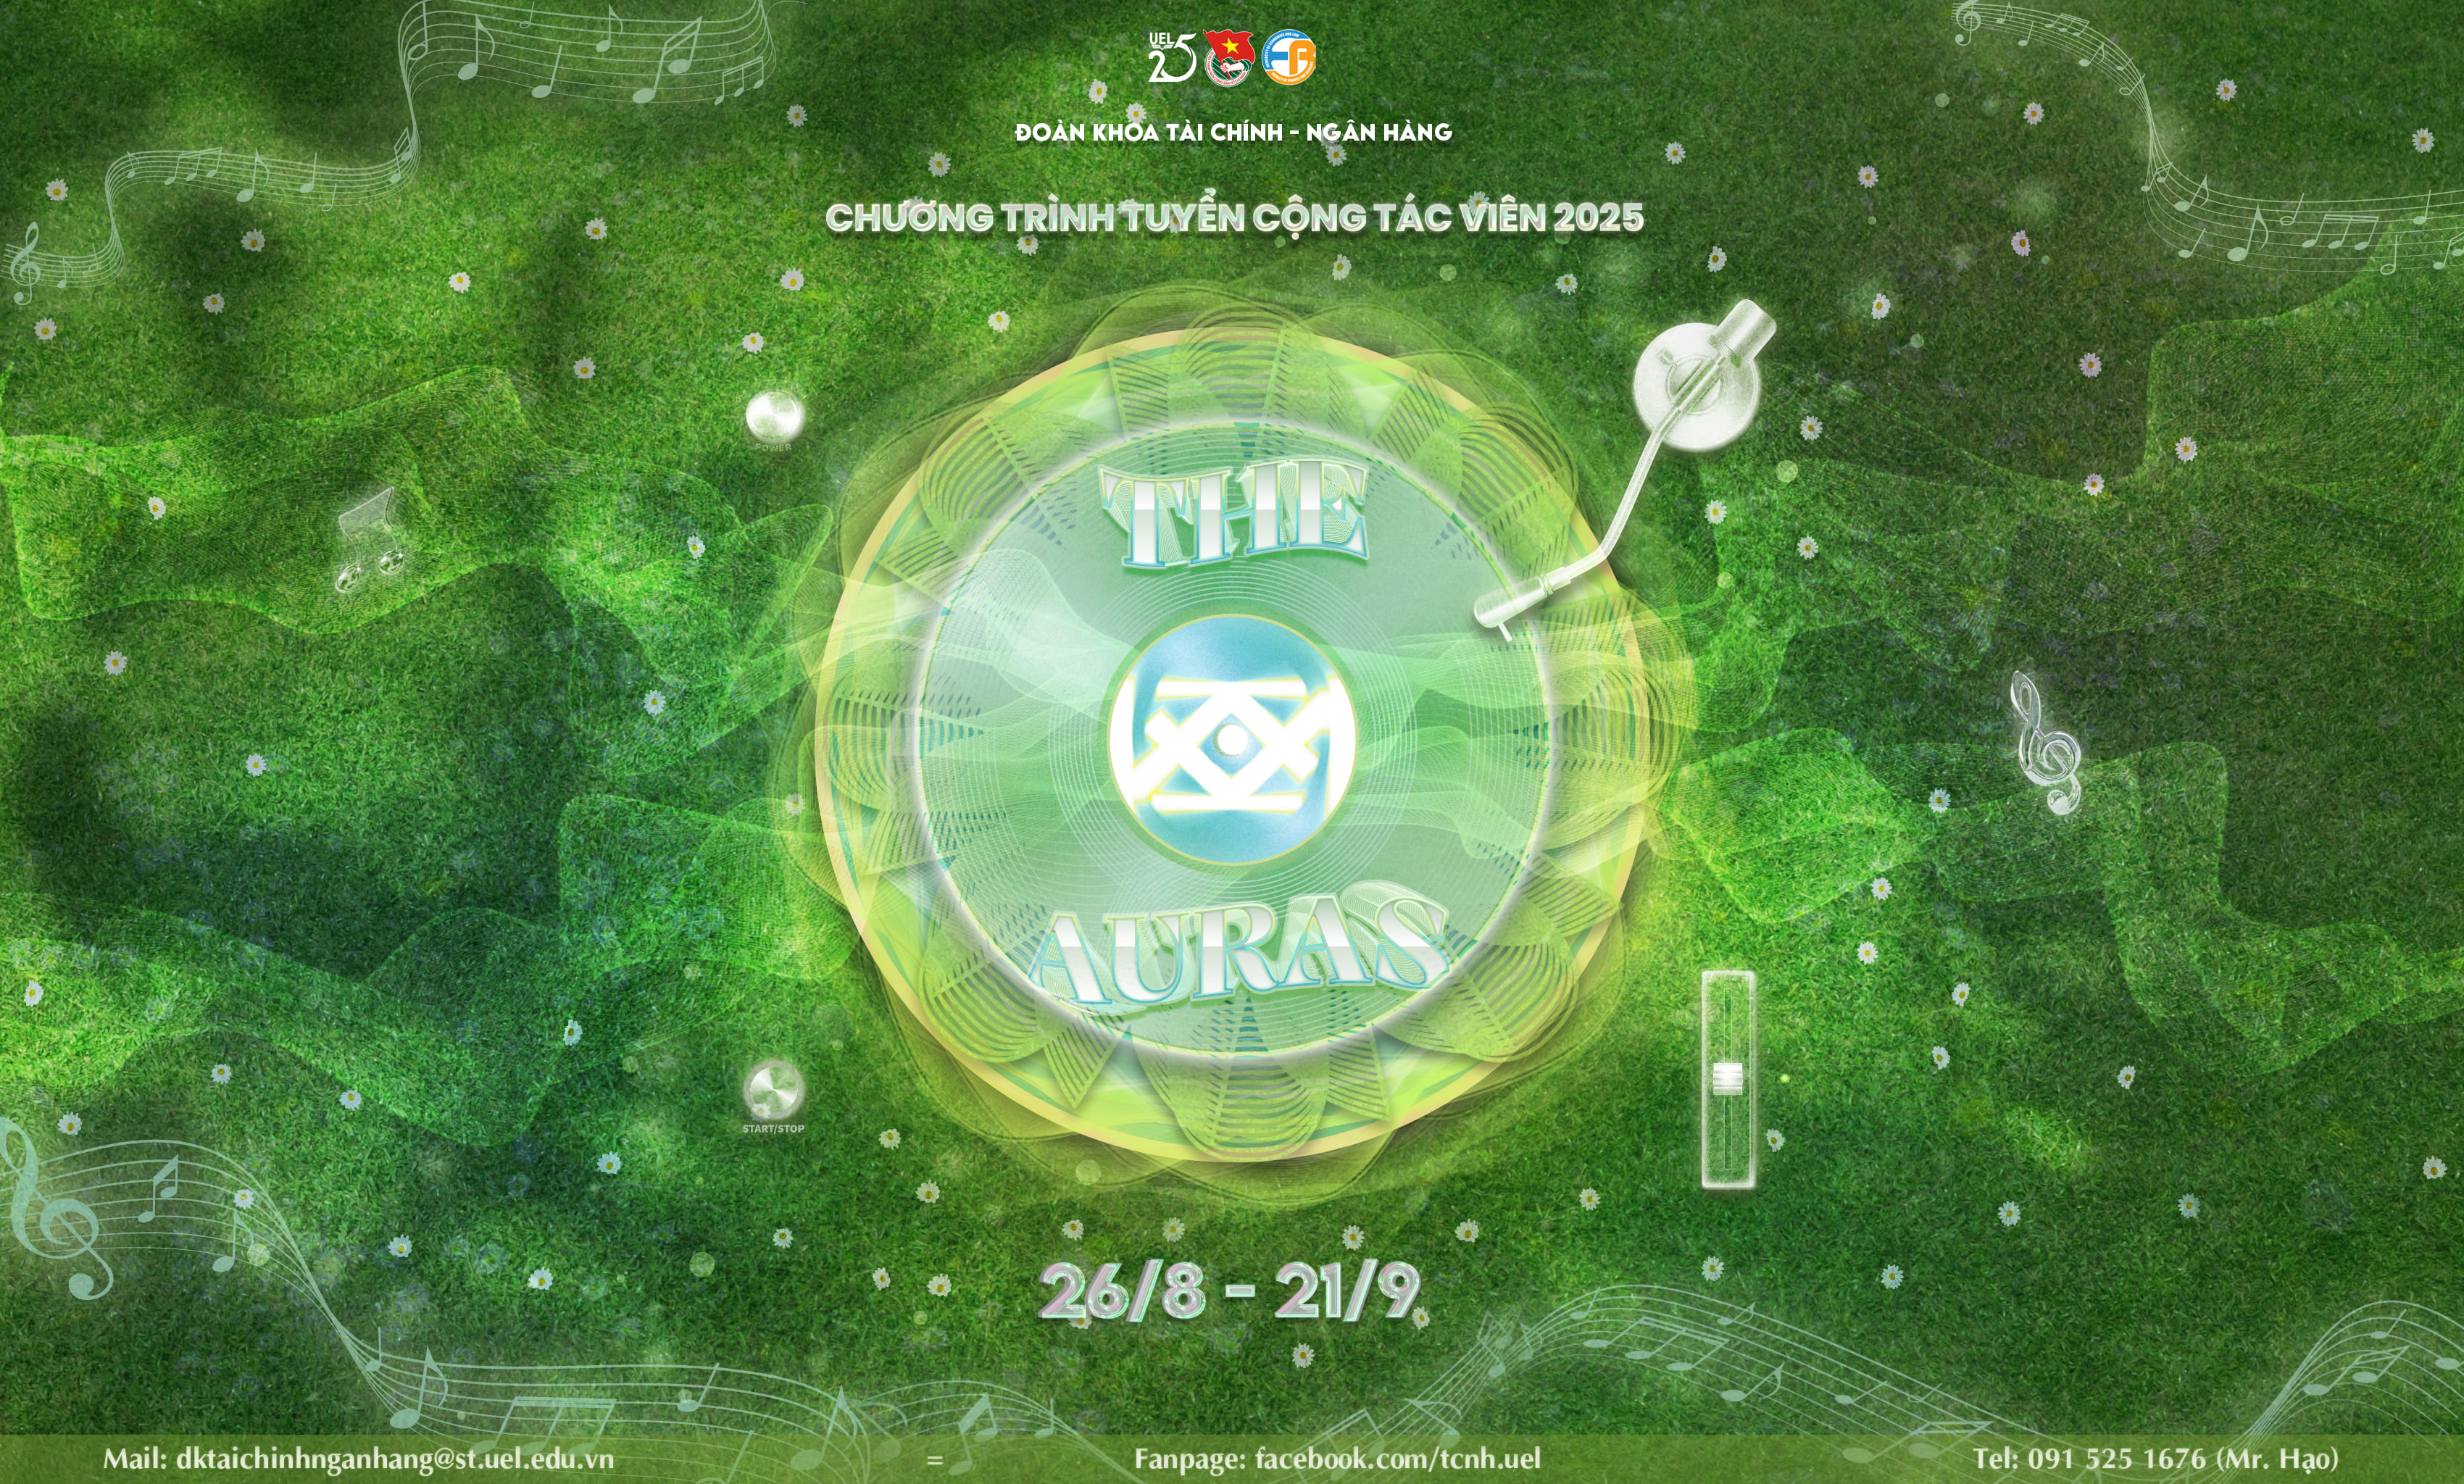 UEL
25
ĐOÀN KHOA TÀI CHÍNH - NGÂN HÀNG
CHƯƠNG TRÌNH TUYỂN CỘNG TÁC VIÊN 2025
POWER
THE
AURAS
START/STOP
26/8 - 21/9
Mail: dktaichinhnganhang@st.uel.edu.vn = Fanpage: facebook.com/tcnh.uel Tel: 091 525 1676 (Mr. Hạo)